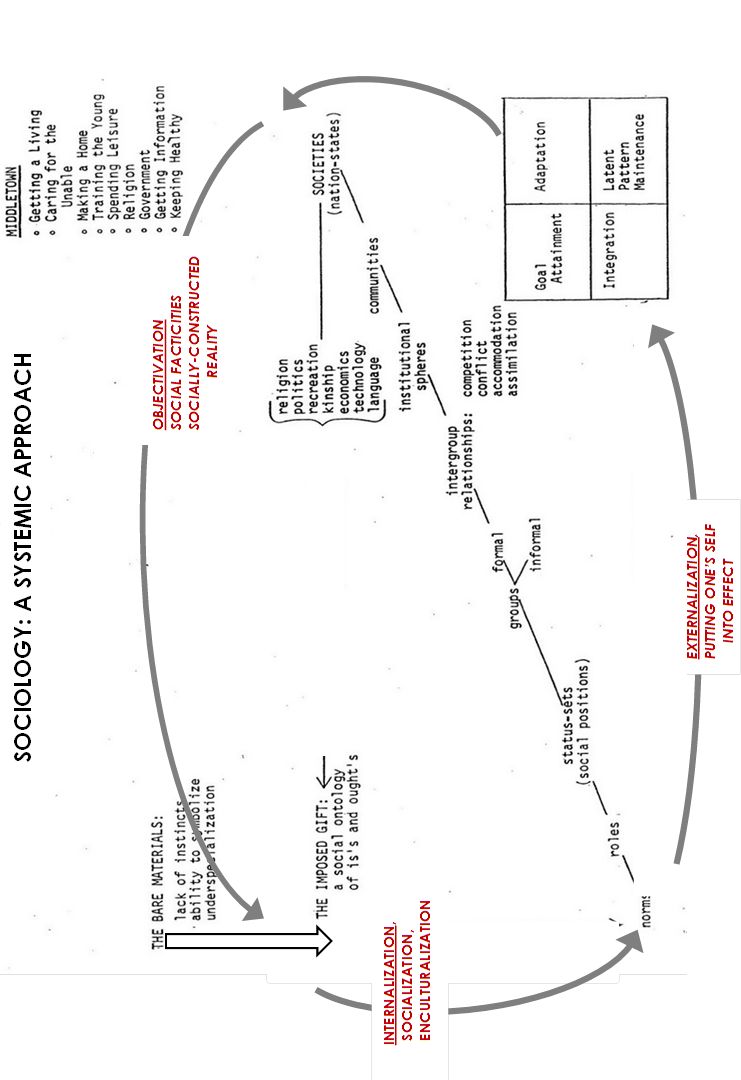 SOCIOLOGY: A SYSTEMIC APPROACH
MIDDLETOWN
◦ Getting a Living
◦ Caring for the
Unable
◦ Making a Home
◦ Training the Young
◦ Spending Leisure
◦ Religion
◦ Government
◦ Getting Information
◦ Keeping Healthy
OBJECTIVATION
SOCIAL FACTICITIES
SOCIALLY-CONSTRUCTED
REALITY
THE BARE MATERIALS:
lack of instincts
ability to symbolize
underspecialization
THE IMPOSED GIFT:
a social ontology
of is's and ought's
INTERNALIZATION,
SOCIALIZATION,
ENCULTURALIZATION
religion
politics
recreation
kinship
economics
technology
language
SOCIETIES
(nation-states)
communities
institutional
spheres
intergroup
relationships:
competition
conflict
accommodation
assimilation
formal
groups
informal
status-sets
(social positions)
roles
norms
Goal
Attainment
Adaptation
Integration
Latent
Pattern
Maintenance
EXTERNALIZATION,
PUTTING ONE'S SELF
INTO EFFECT